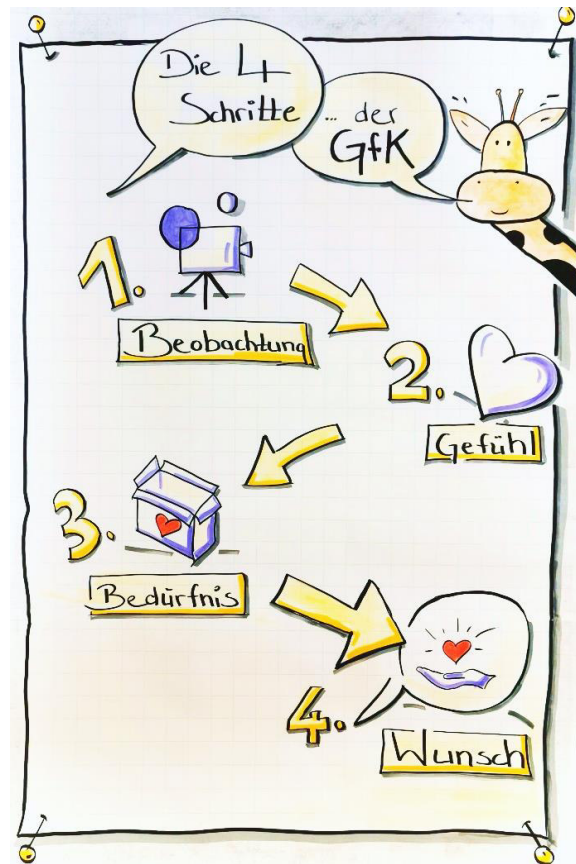 Die 4
Schritte
... der
GfK
1.
Beobachtung
2.
Gefühl
3.
Bedürfnis
4.
Wunsch